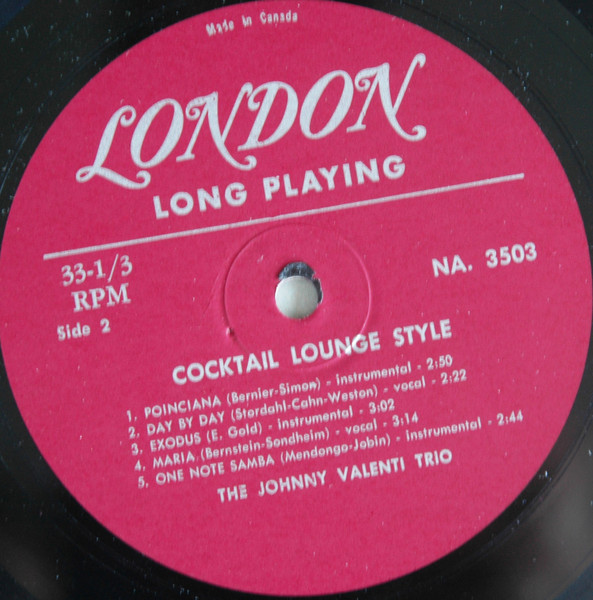 Made in Canada
LONDON
LONG PLAYING
33-1/3
RPM
NA. 3503
Side 2
COCKTAIL LOUNGE STYLE
1. POINCIANA (Bernier-Simon) - instrumental - 2:50
2. DAY BY DAY (Stordahl-Cahn-Weston) - vocal - 2:22
3. EXODUS (E. Gold) - instrumental - 3:02
4. MARIA (Bernstein-Sondheim) - vocal - 3:14
5. ONE NOTE SAMBA (Mendongo-Jobin) - instrumental - 2:44
THE JOHNNY VALENTI TRIO